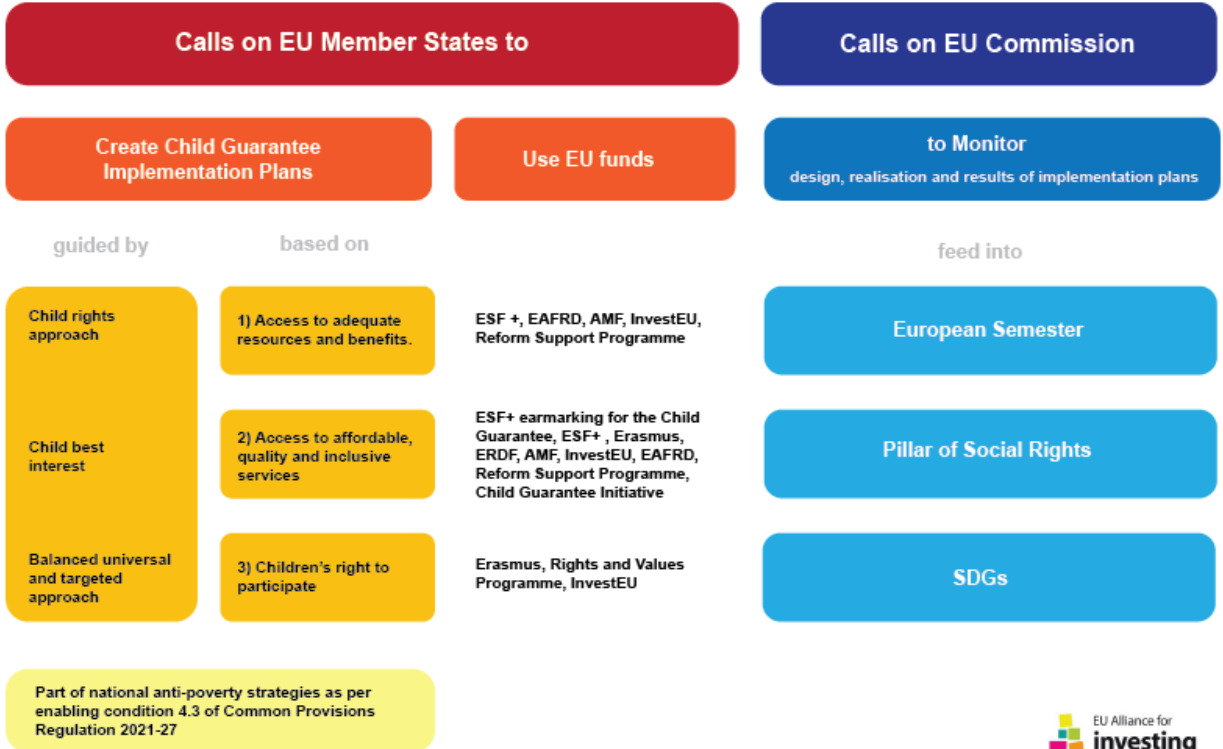 Calls on EU Member States to
Calls on EU Commission
Create Child Guarantee
Implementation Plans
Use EU funds
to Monitor
design, realisation and results of implementation plans
guided by
based on
feed into
Child rights
approach
1) Access to adequate
resources and benefits.
ESF +, EAFRD, AMF, InvestEU,
Reform Support Programme
European Semester
Child best
interest
2) Access to affordable,
quality and inclusive
services
ESF+ earmarking for the Child
Guarantee, ESF+ , Erasmus,
ERDF, AMF, InvestEU, EAFRD,
Reform Support Programme,
Child Guarantee Initiative
Pillar of Social Rights
Balanced universal
and targeted
approach
3) Children's right to
participate
Erasmus, Rights and Values
Programme, InvestEU
SDGs
Part of national anti-poverty strategies as per
enabling condition 4.3 of Common Provisions
Regulation 2021-27
EU Alliance for
investing